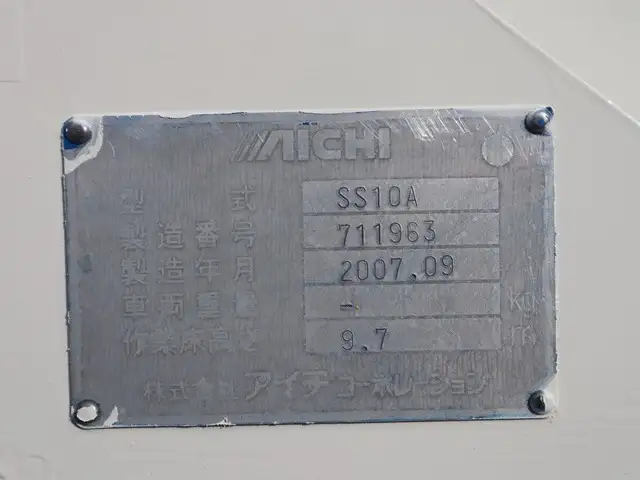 AICHI
型式 SS10A
製造番号 711963
製造年月 2007.09
車両重量 - Kg
作業床高さ 9.7 m
株式会社 アイチコーポレーション